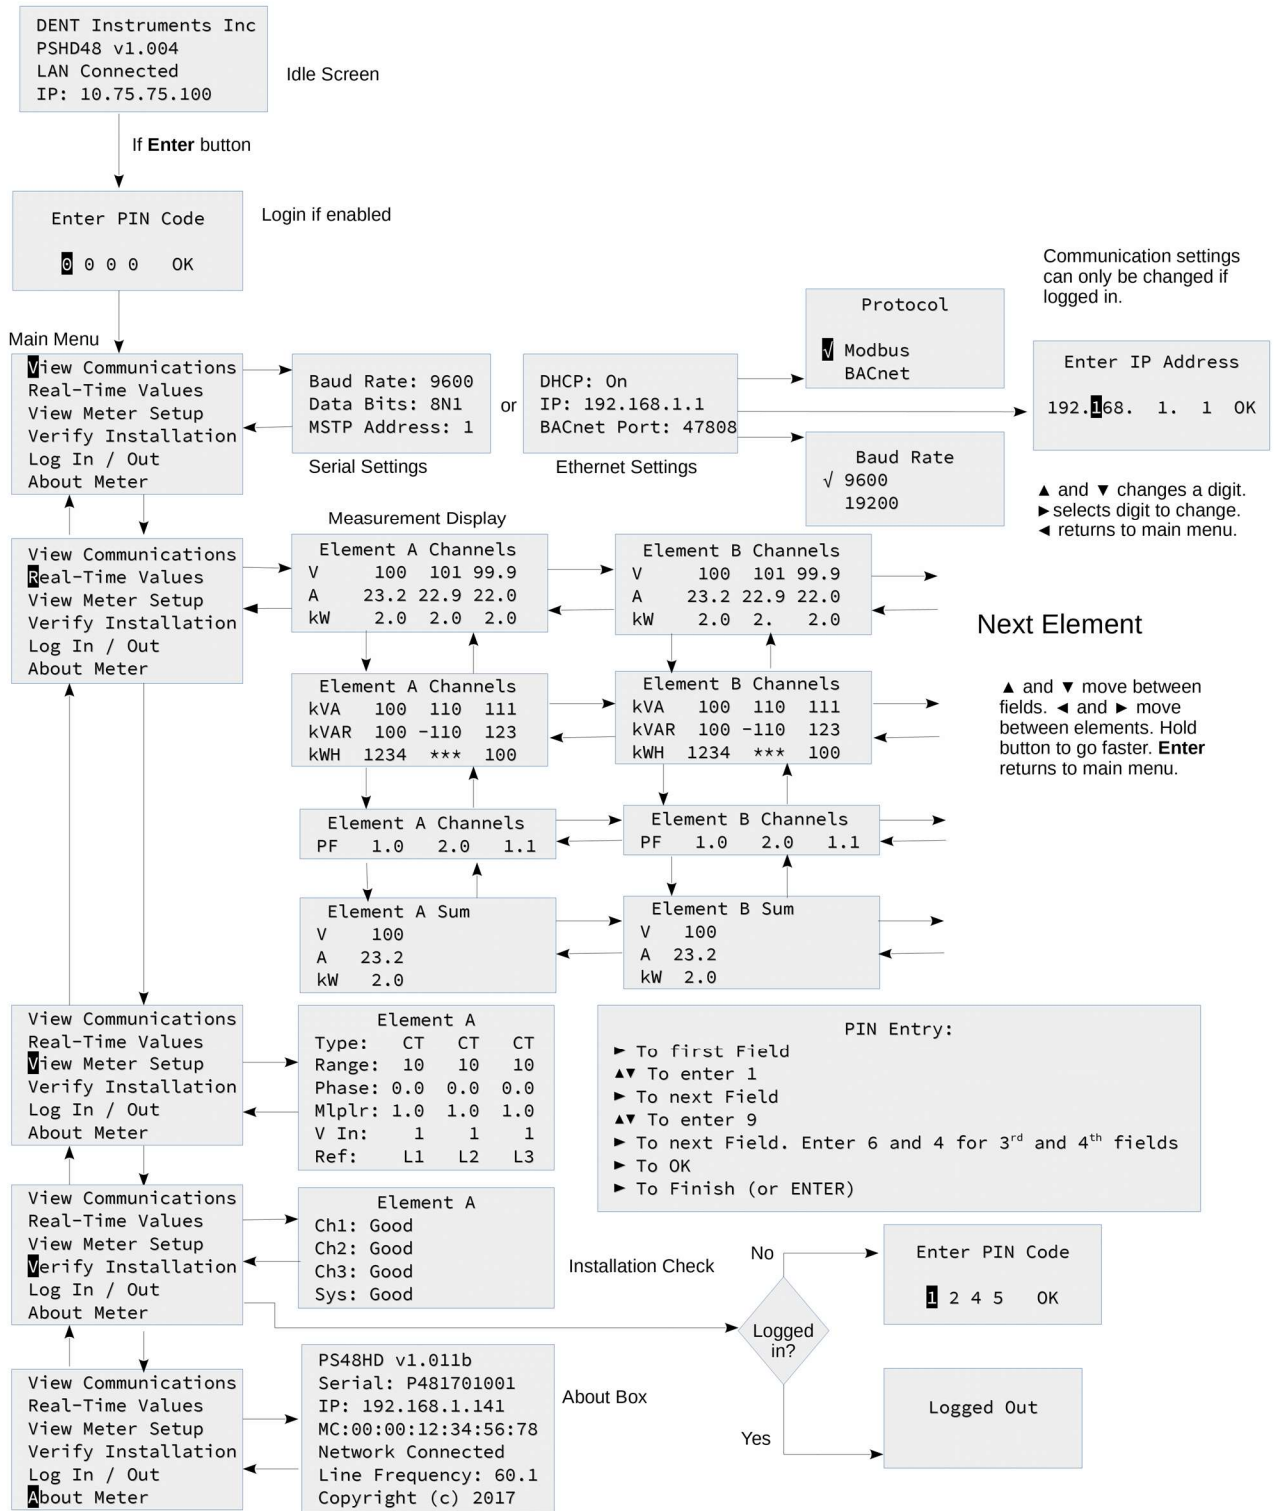 DENT Instruments Inc
PSHD48 v1.004
LAN Connected
IP: 10.75.75.100
Idle Screen
If Enter button
Enter PIN Code
0 0 0 0 OK
Login if enabled
Communication settings
can only be changed if
logged in.
Main Menu
View Communications
Real-Time Values
View Meter Setup
Verify Installation
Log In / Out
About Meter
Baud Rate: 9600
Data Bits: 8N1
MSTP Address: 1
Serial Settings
or
DHCP: On
IP: 192.168.1.1
BACnet Port: 47808
Ethernet Settings
Protocol
√ Modbus
BACnet
Enter IP Address
192.168. 1. 1 OK
Baud Rate
√ 9600
19200
▲ and ▼ changes a digit.
► selects digit to change.
◄ returns to main menu.
Measurement Display
View Communications
Real-Time Values
View Meter Setup
Verify Installation
Log In / Out
About Meter
Element A Channels
V 100 101 99.9
A 23.2 22.9 22.0
kW 2.0 2.0 2.0
Element B Channels
V 100 101 99.9
A 23.2 22.9 22.0
kW 2.0 2. 2.0
Next Element
▲ and ▼ move between
fields. ◄ and ► move
between elements. Hold
button to go faster. Enter
returns to main menu.
Element A Channels
kVA 100 110 111
kVAR 100 -110 123
kWH 1234 *** 100
Element B Channels
kVA 100 110 111
kVAR 100 -110 123
kWH 1234 *** 100
Element A Channels
PF 1.0 2.0 1.1
Element B Channels
PF 1.0 2.0 1.1
Element A Sum
V 100
A 23.2
kW 2.0
Element B Sum
V 100
A 23.2
kW 2.0
View Communications
Real-Time Values
View Meter Setup
Verify Installation
Log In / Out
About Meter
Element A
Type: CT CT CT
Range: 10 10 10
Phase: 0.0 0.0 0.0
Mlplr: 1.0 1.0 1.0
V In: 1 1 1
Ref: L1 L2 L3
PIN Entry:
► To first Field
▲▼ To enter 1
► To next Field
▲▼ To enter 9
► To next Field. Enter 6 and 4 for 3rd and 4th fields
► To OK
► To Finish (or ENTER)
View Communications
Real-Time Values
View Meter Setup
Verify Installation
Log In / Out
About Meter
Element A
Ch1: Good
Ch2: Good
Ch3: Good
Sys: Good
Installation Check
No
Logged
in?
Yes
Enter PIN Code
1 2 4 5 OK
Logged Out
View Communications
Real-Time Values
View Meter Setup
Verify Installation
Log In / Out
About Meter
PS48HD v1.011b
Serial: P481701001
IP: 192.168.1.141
MC:00:00:12:34:56:78
Network Connected
Line Frequency: 60.1
Copyright (c) 2017
About Box